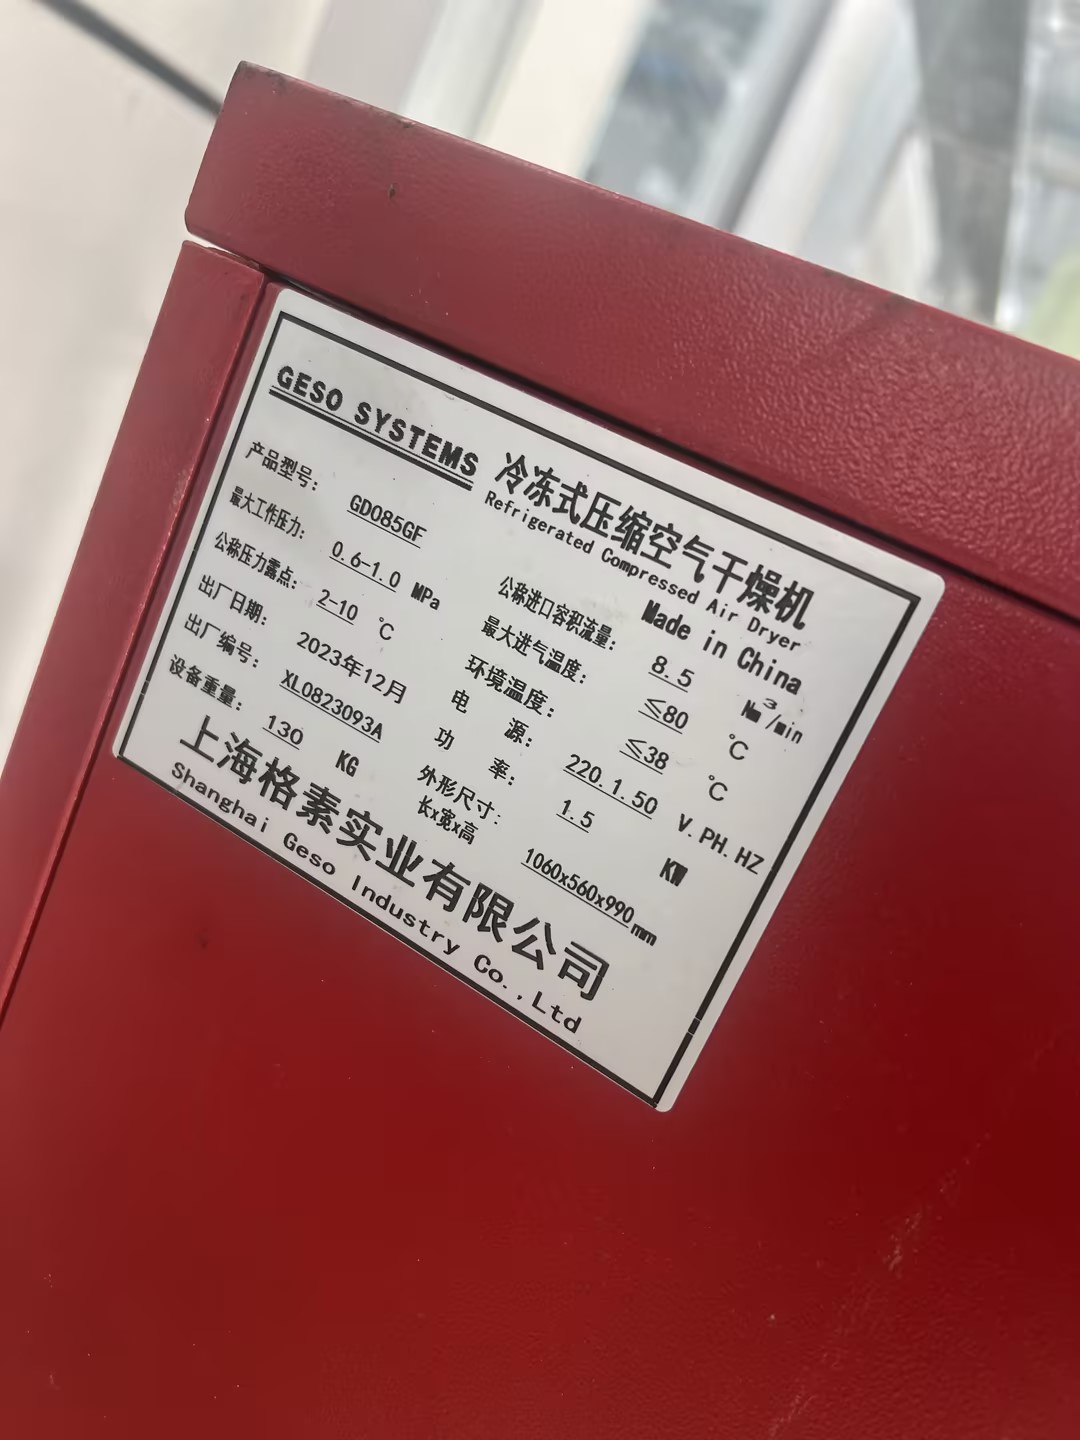 GESO SYSTEMS 冷冻式压缩空气干燥机
Refrigerated Compressed Air Dryer
Made in China
产品型号: GD085GF
最大工作压力: 0.6-1.0 MPa
公称压力露点: 2-10 ℃
出厂日期: 2023年12月
出厂编号: XL0823093A
设备重量: 130 KG
公称进口容积流量: 8.5 Nm³/min
最大进气温度: ≤80 ℃
环境温度: ≤38 ℃
电 源: 220.1.50 V.PH.HZ
功 率: 1.5 KW
外形尺寸: 1060x560x990mm
长x宽x高
上海格素实业有限公司
Shanghai Geso Industry Co.,Ltd